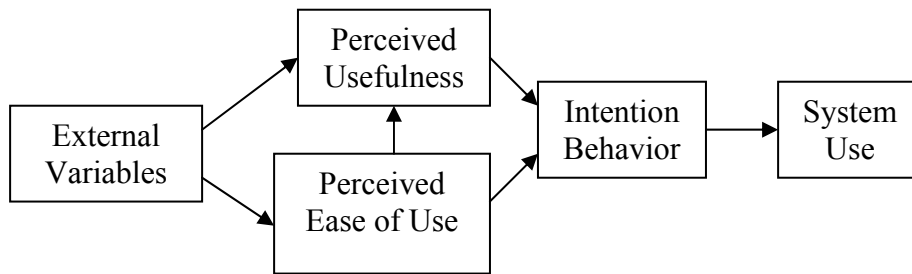 Perceived
Usefulness
External
Variables
Perceived
Ease of Use
Intention
Behavior
System
Use